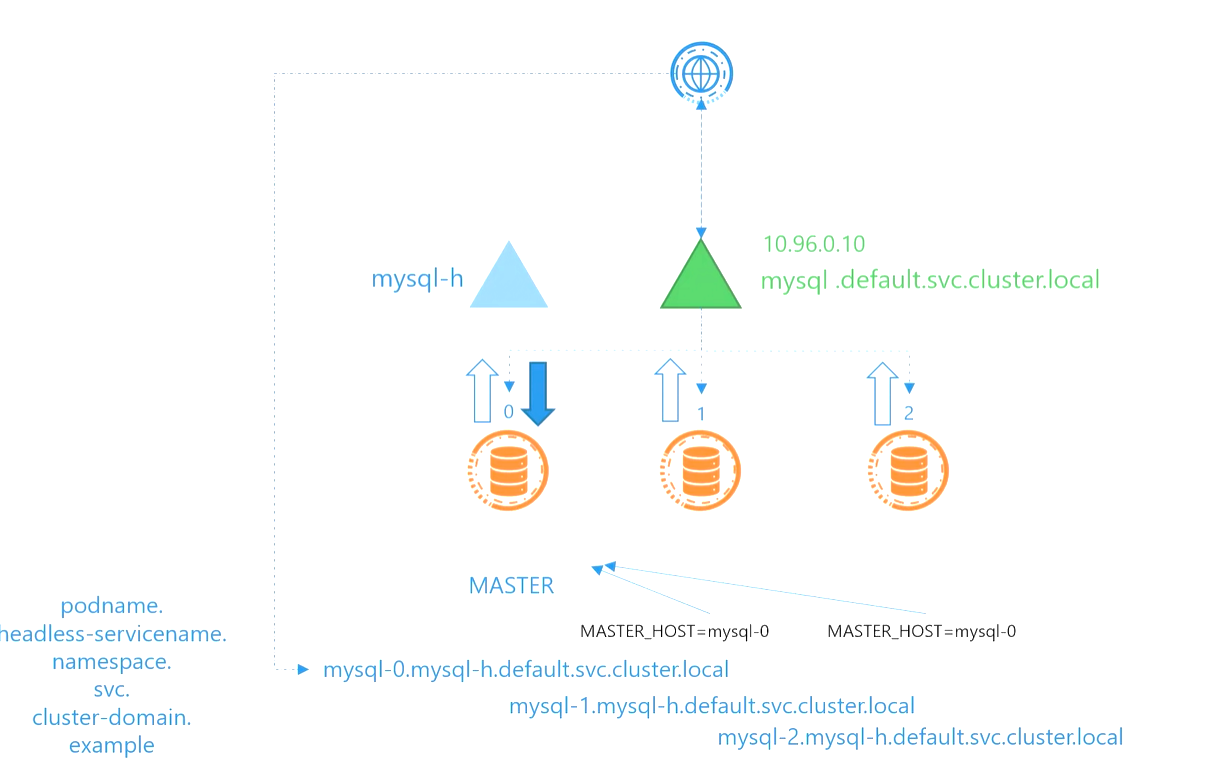 10.96.0.10
mysql-h
mysql .default.svc.cluster.local
0
1
2
MASTER
MASTER_HOST=mysql-0
MASTER_HOST=mysql-0
podname.
headless-servicename.
namespace.
svc.
cluster-domain.
example
mysql-0.mysql-h.default.svc.cluster.local
mysql-1.mysql-h.default.svc.cluster.local
mysql-2.mysql-h.default.svc.cluster.local